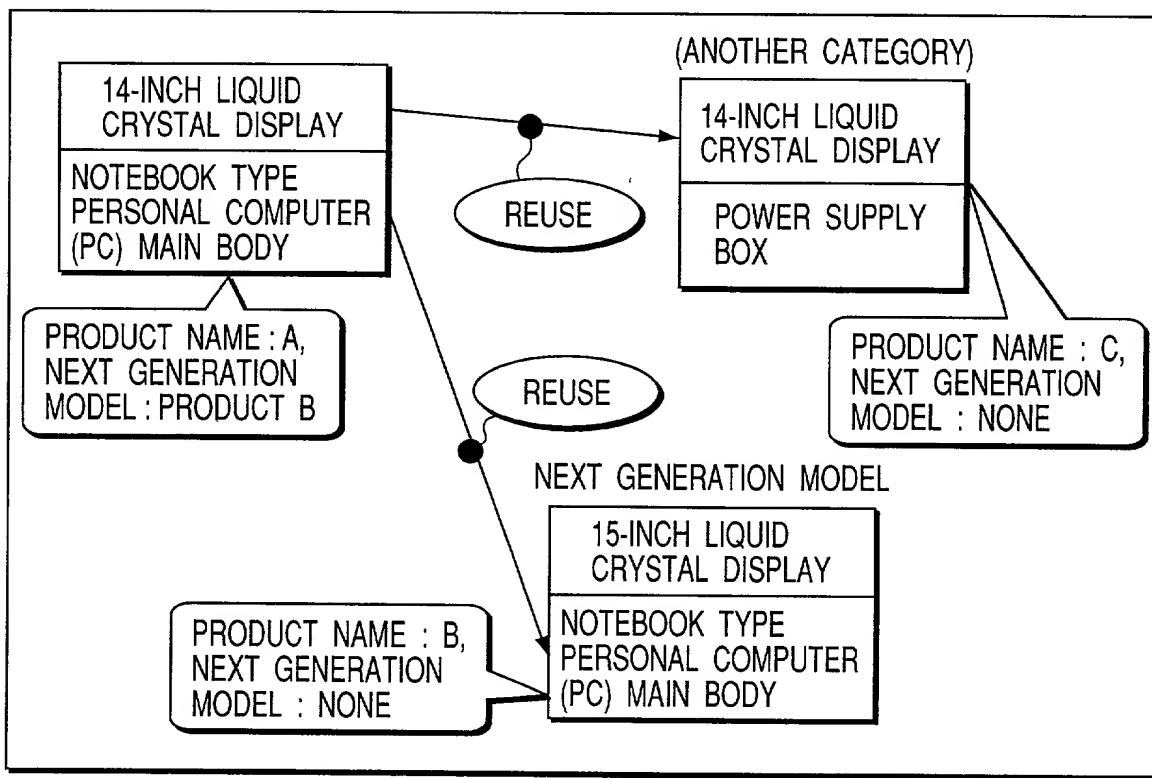 14-INCH LIQUID
CRYSTAL DISPLAY
NOTEBOOK TYPE
PERSONAL COMPUTER
(PC) MAIN BODY
PRODUCT NAME : A,
NEXT GENERATION
MODEL : PRODUCT B
REUSE
(ANOTHER CATEGORY)
14-INCH LIQUID
CRYSTAL DISPLAY
POWER SUPPLY
BOX
PRODUCT NAME : C,
NEXT GENERATION
MODEL : NONE
REUSE
NEXT GENERATION MODEL
15-INCH LIQUID
CRYSTAL DISPLAY
NOTEBOOK TYPE
PERSONAL COMPUTER
(PC) MAIN BODY
PRODUCT NAME : B,
NEXT GENERATION
MODEL : NONE